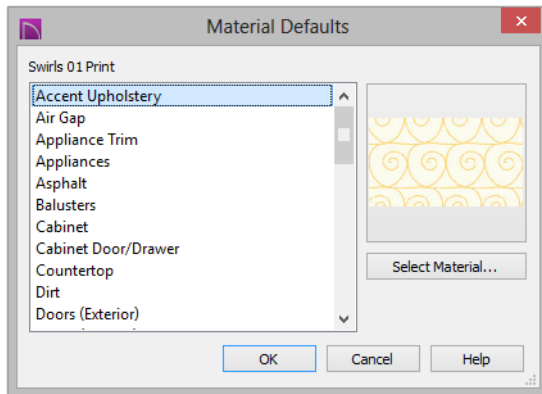 Material Defaults
Swirls 01 Print
Accent Upholstery
Air Gap
Appliance Trim
Appliances
Asphalt
Balusters
Cabinet
Cabinet Door/Drawer
Countertop
Dirt
Doors (Exterior)
Select Material...
OK Cancel Help